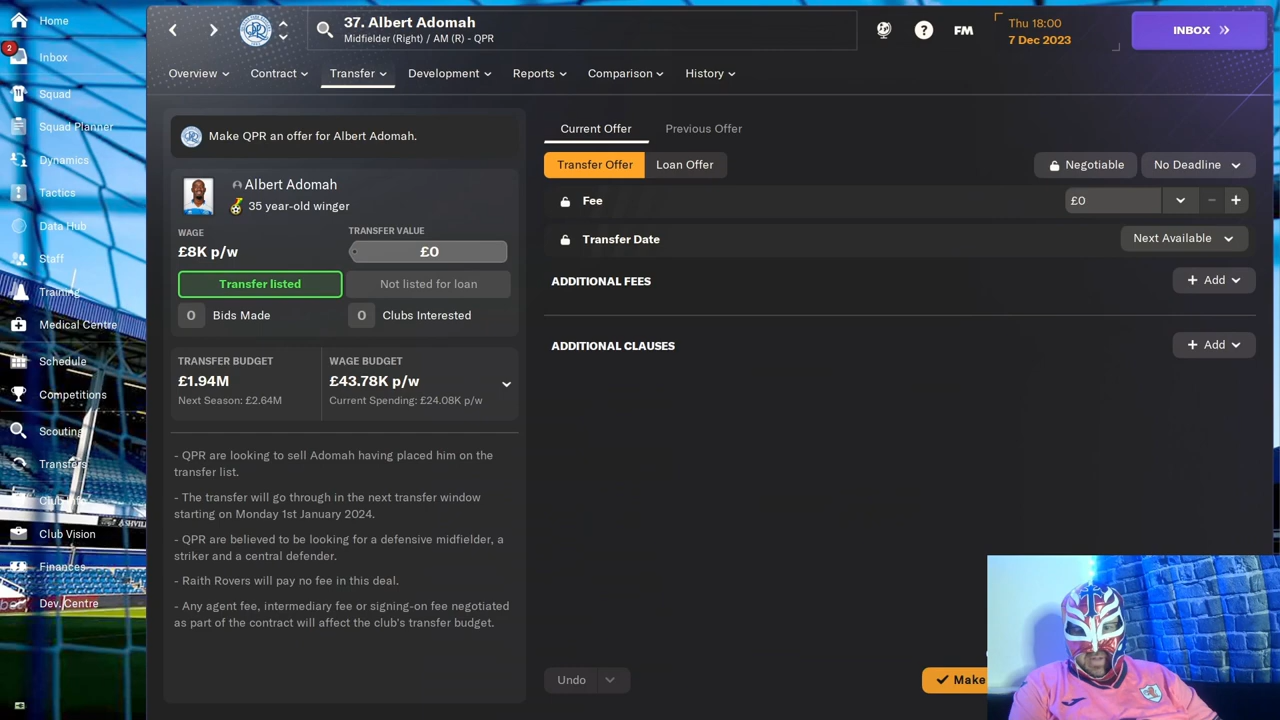 Home
2
Inbox
Squad
Squad Planner
Dynamics
Tactics
Data Hub
Staff
Training
Medical Centre
Schedule
Competitions
Scouting
Transfers
Club Info
Club Vision
Finances
Dev. Centre
37. Albert Adomah
Midfielder (Right) / AM (R) - QPR
?
FM
Thu 18:00
7 Dec 2023
INBOX
Overview
Contract
Transfer
Development
Reports
Comparison
History
Make QPR an offer for Albert Adomah.
Albert Adomah
35 year-old winger
WAGE
£8K p/w
TRANSFER VALUE
£0
Transfer listed
Not listed for loan
0 Bids Made
0 Clubs Interested
TRANSFER BUDGET
£1.94M
Next Season: £2.64M
WAGE BUDGET
£43.78K p/w
Current Spending: £24.08K p/w
- QPR are looking to sell Adomah having placed him on the
transfer list.
- The transfer will go through in the next transfer window
starting on Monday 1st January 2024.
- QPR are believed to be looking for a defensive midfielder, a
striker and a central defender.
- Raith Rovers will pay no fee in this deal.
- Any agent fee, intermediary fee or signing-on fee negotiated
as part of the contract will affect the club's transfer budget.
Current Offer
Previous Offer
Transfer Offer
Loan Offer
Negotiable
No Deadline
Fee
£0
Transfer Date
Next Available
ADDITIONAL FEES
+ Add
ADDITIONAL CLAUSES
+ Add
Undo
Make